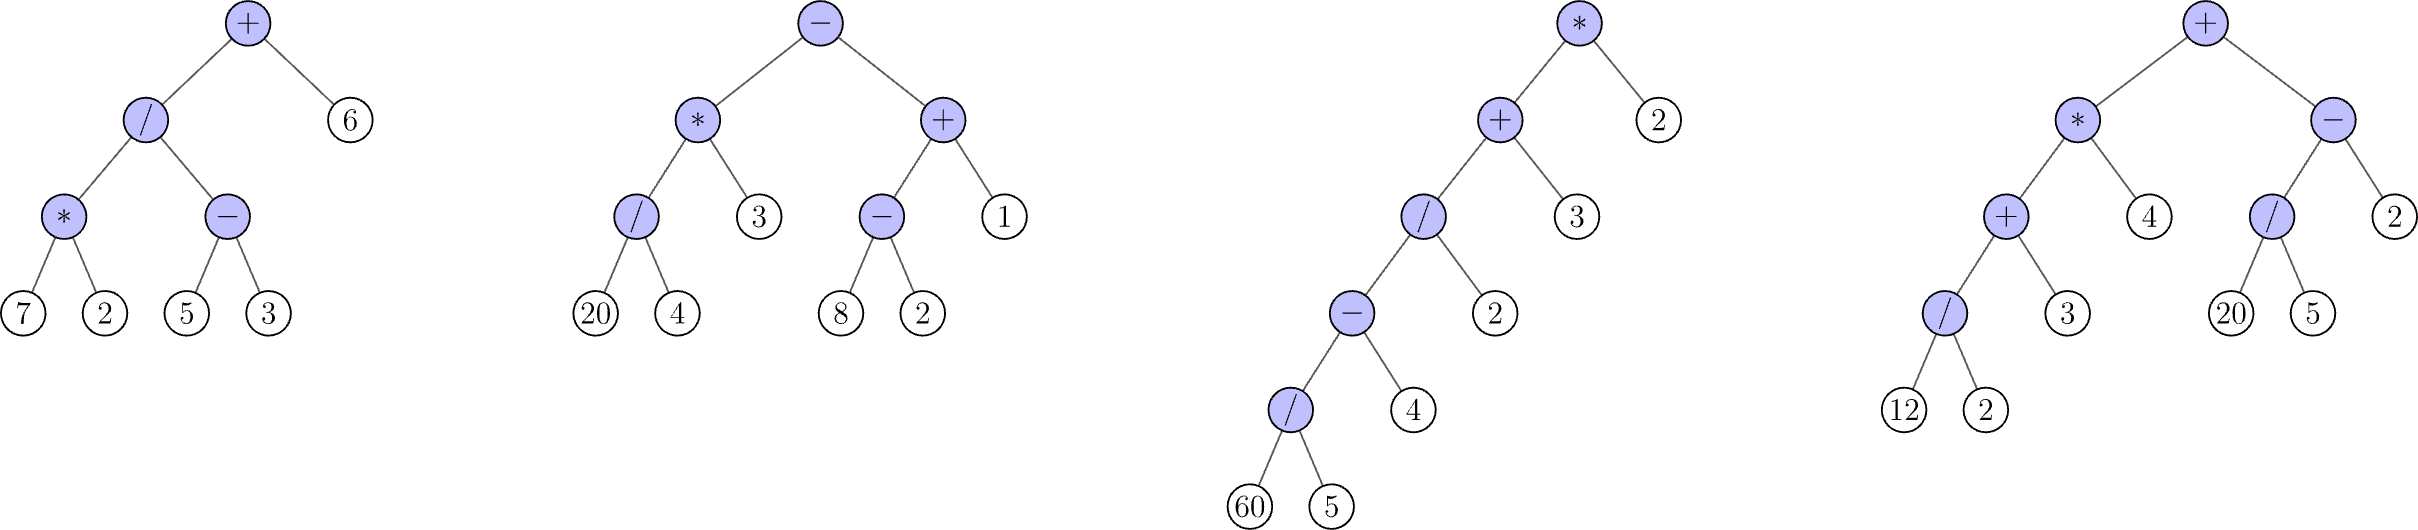 + − * +
/ 6 * + + 2 * −
* − / 3 − 1 / 3 + 4 / 2
7 2 5 3 20 4 8 2 − 2 / 3 20 5
/ 4 12 2
60 5